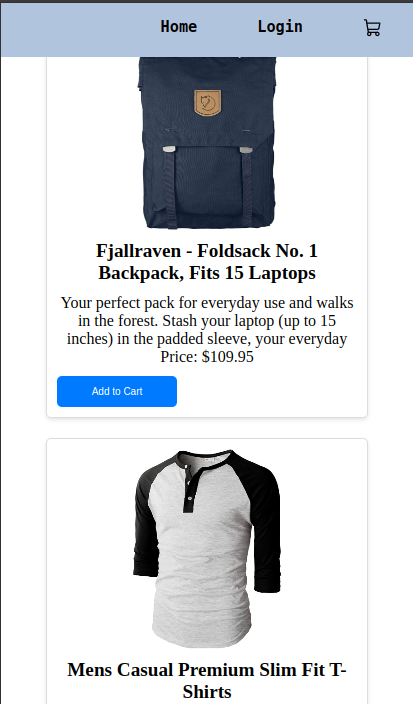 Home Login
Fjallraven - Foldsack No. 1
Backpack, Fits 15 Laptops
Your perfect pack for everyday use and walks
in the forest. Stash your laptop (up to 15
inches) in the padded sleeve, your everyday
Price: $109.95
Add to Cart
Mens Casual Premium Slim Fit T-
Shirts